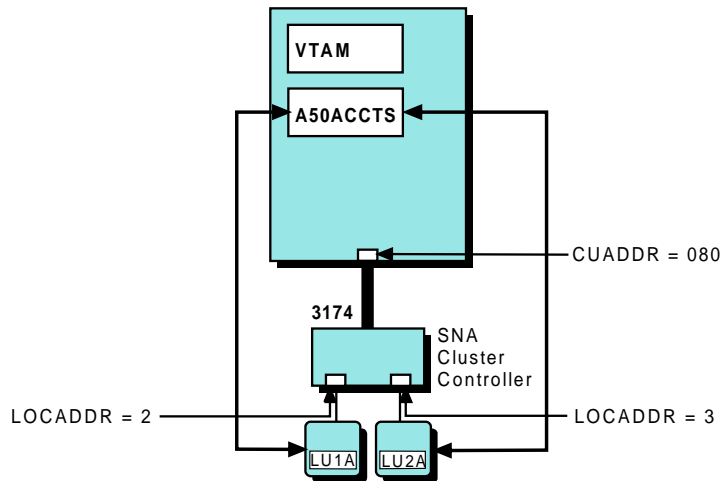 VTAM
A50ACCTS
CUADDR = 080
3174
SNA
Cluster
Controller
LOCADDR = 2
LOCADDR = 3
LU1A
LU2A